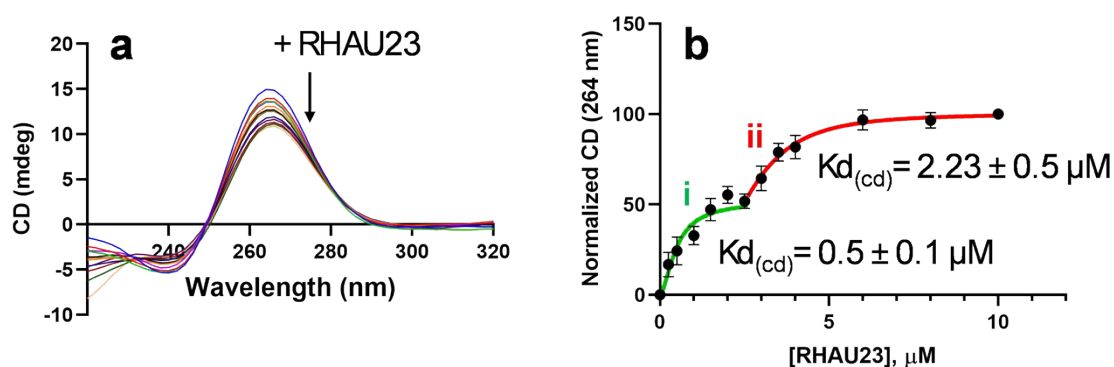 a
+ RHAU23
20
15
10
5
0
-5
-10
240
260
280
300
320
CD (mdeg)
Wavelength (nm)
b
150
100
50
0
0
5
10
Normalized CD (264 nm)
i
ii
Kd(cd)= 2.23 ± 0.5 µM
Kd(cd)= 0.5 ± 0.1 µM
[RHAU23], µM